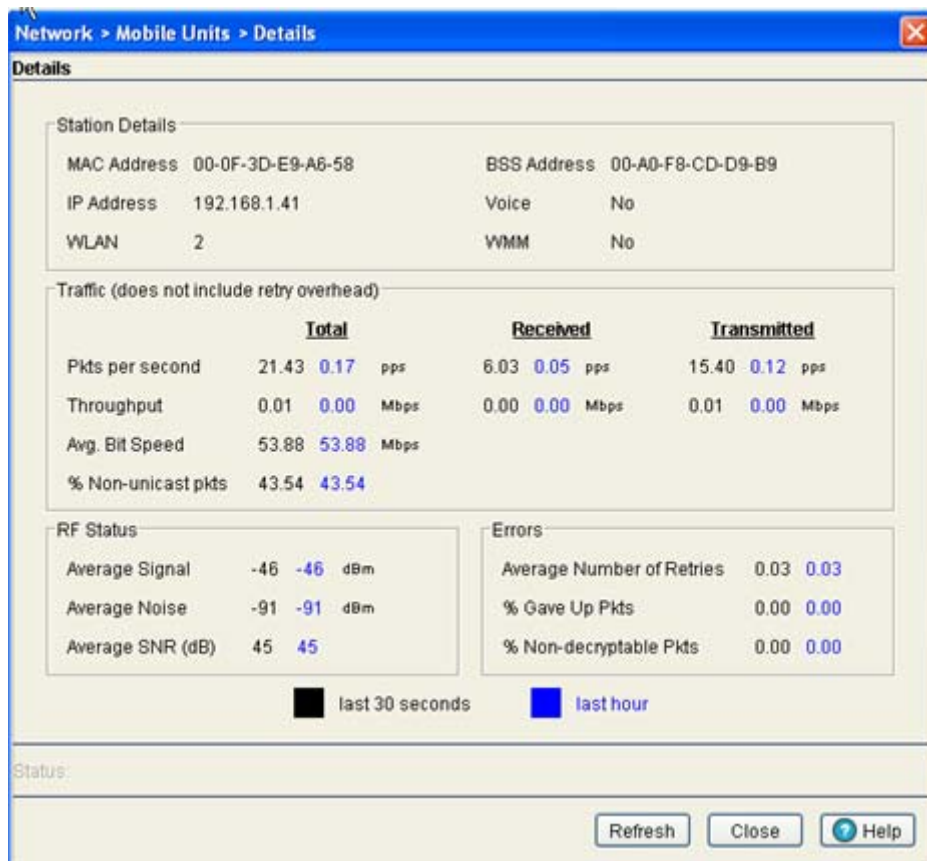 Network > Mobile Units > Details
Details
Station Details
MAC Address 00-0F-3D-E9-A6-58 BSS Address 00-A0-F8-CD-D9-B9
IP Address 192.168.1.41 Voice No
WLAN 2 WMM No
Traffic (does not include retry overhead)
Total Received Transmitted
Pkts per second 21.43 0.17 pps 6.03 0.05 pps 15.40 0.12 pps
Throughput 0.01 0.00 Mbps 0.00 0.00 Mbps 0.01 0.00 Mbps
Avg. Bit Speed 53.88 53.88 Mbps
% Non-unicast pkts 43.54 43.54
RF Status
Average Signal -46 -46 dBm
Average Noise -91 -91 dBm
Average SNR (dB) 45 45
Errors
Average Number of Retries 0.03 0.03
% Gave Up Pkts 0.00 0.00
% Non-decryptable Pkts 0.00 0.00
last 30 seconds last hour
Status:
Refresh Close ? Help